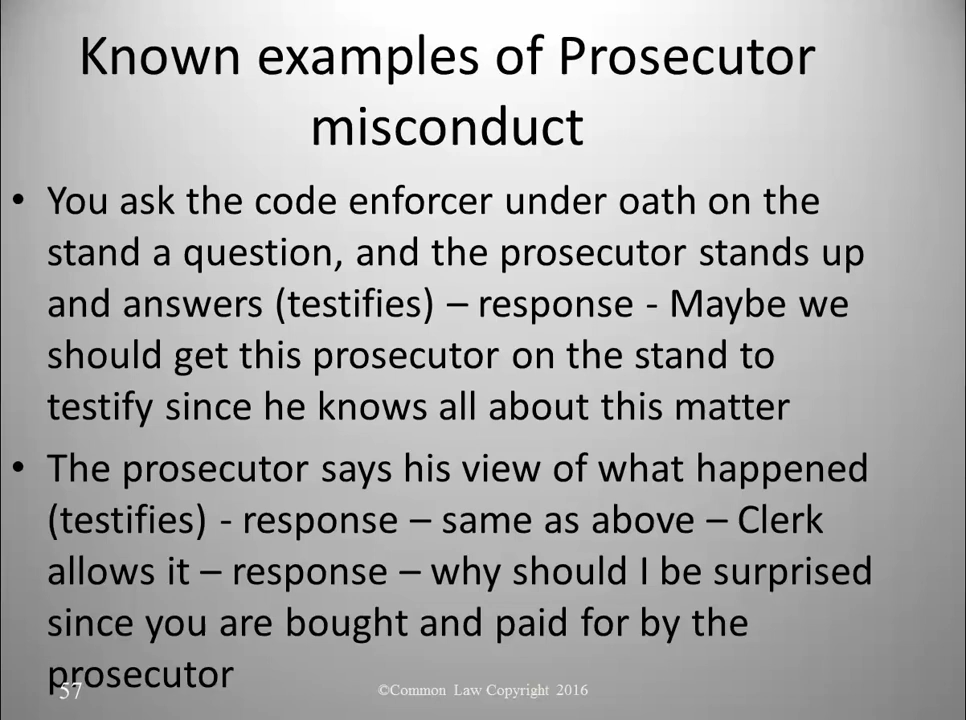 Known examples of Prosecutor
misconduct
• You ask the code enforcer under oath on the
stand a question, and the prosecutor stands up
and answers (testifies) – response - Maybe we
should get this prosecutor on the stand to
testify since he knows all about this matter
• The prosecutor says his view of what happened
(testifies) - response – same as above – Clerk
allows it – response – why should I be surprised
since you are bought and paid for by the
prosecutor
57
©Common Law Copyright 2016